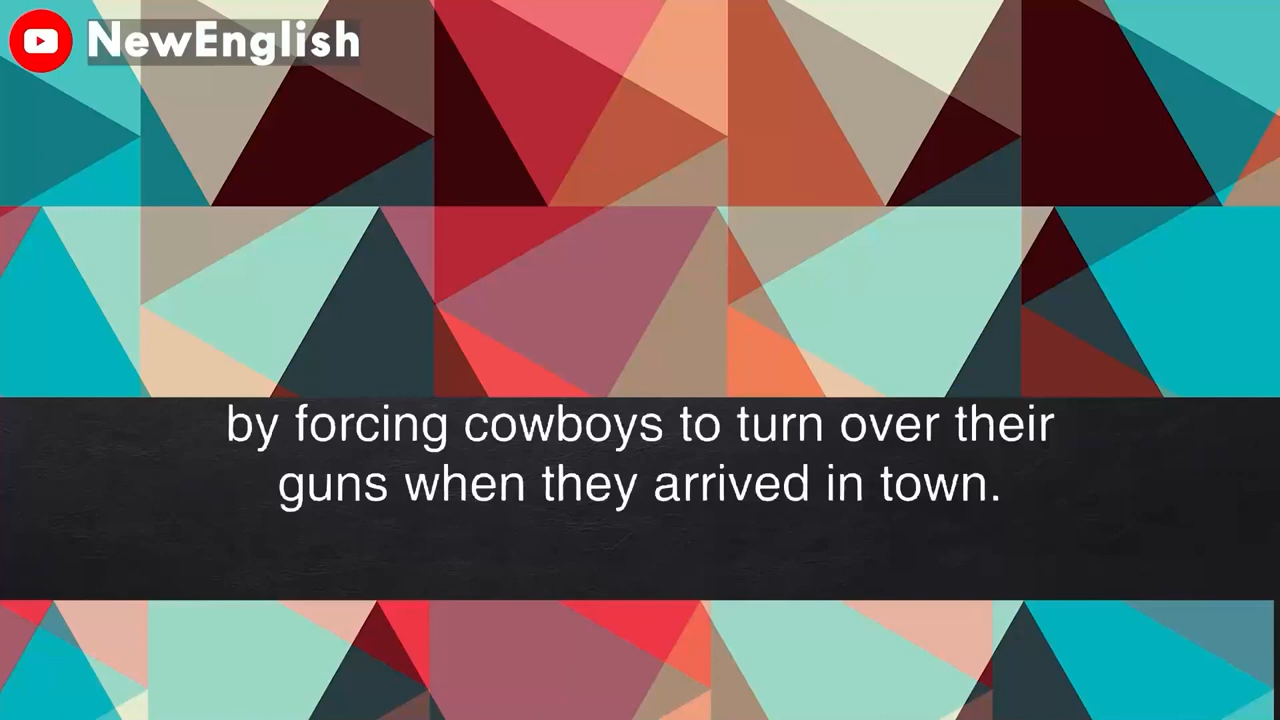 NewEnglish
by forcing cowboys to turn over their
guns when they arrived in town.